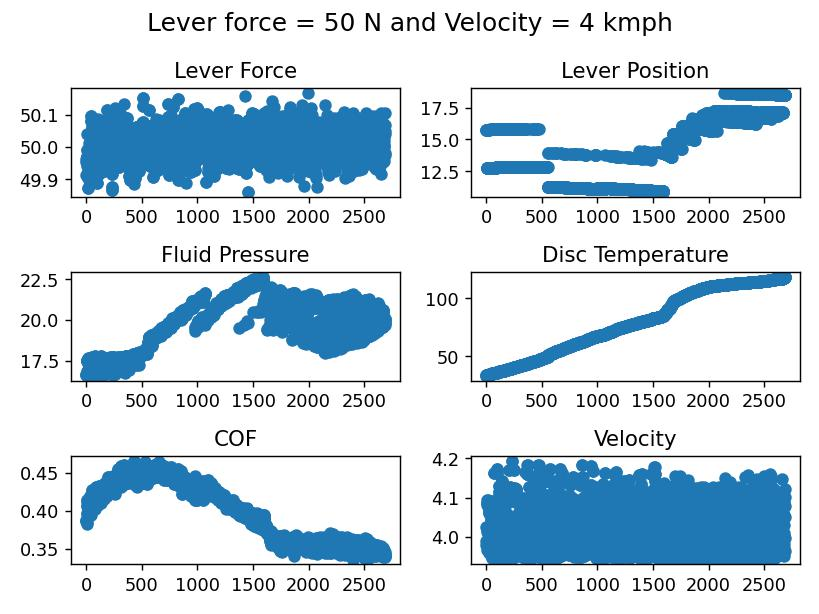 Lever force = 50 N and Velocity = 4 kmph
Lever Force
Lever Position
50.1
50.0
49.9
0 500 1000 1500 2000 2500
17.5
15.0
12.5
0 500 1000 1500 2000 2500
Fluid Pressure
Disc Temperature
22.5
20.0
17.5
0 500 1000 1500 2000 2500
100
50
0 500 1000 1500 2000 2500
COF
Velocity
0.45
0.40
0.35
0 500 1000 1500 2000 2500
4.2
4.1
4.0
0 500 1000 1500 2000 2500